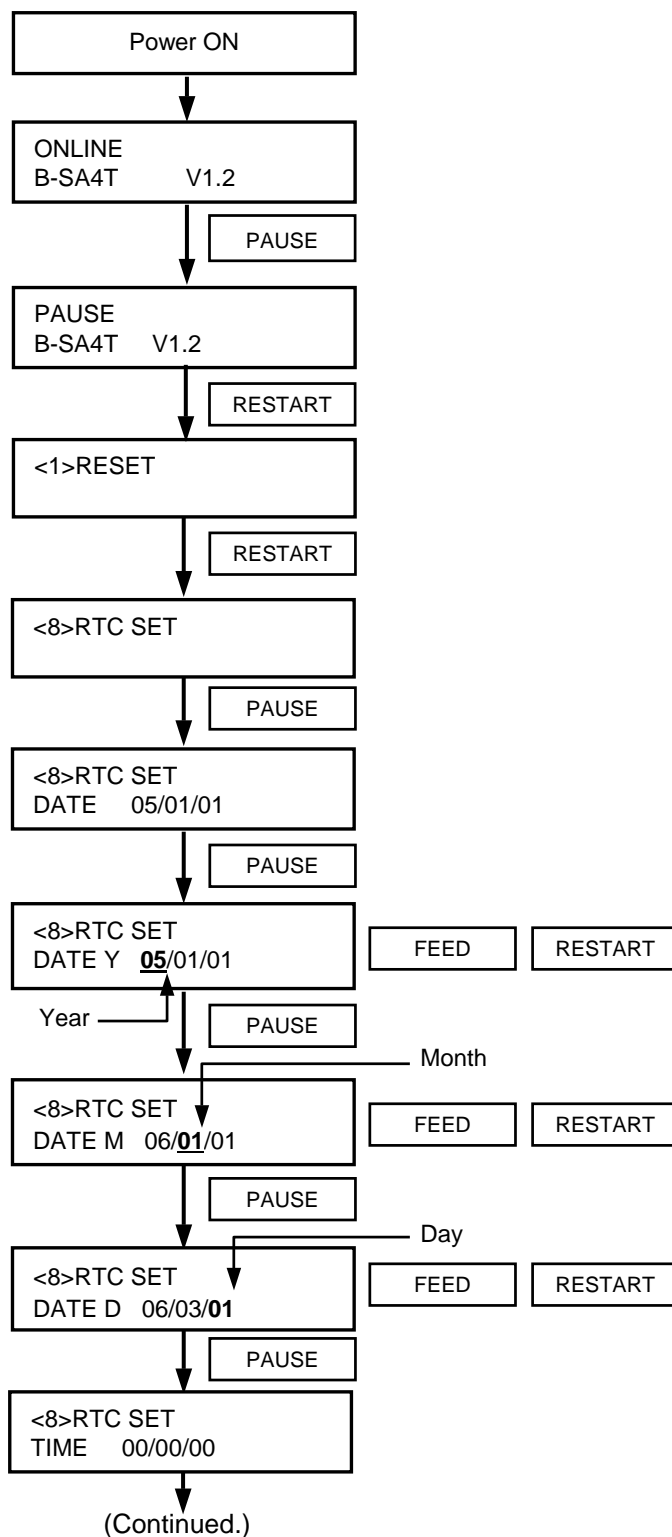 Power ON
ONLINE
B-SA4T V1.2
PAUSE
PAUSE
B-SA4T V1.2
RESTART
<1>RESET
RESTART
<8>RTC SET
PAUSE
<8>RTC SET
DATE 05/01/01
PAUSE
<8>RTC SET
DATE Y 05/01/01
FEED RESTART
Year
PAUSE
Month
<8>RTC SET
DATE M 06/01/01
FEED RESTART
PAUSE
Day
<8>RTC SET
DATE D 06/03/01
FEED RESTART
PAUSE
<8>RTC SET
TIME 00/00/00
(Continued.)